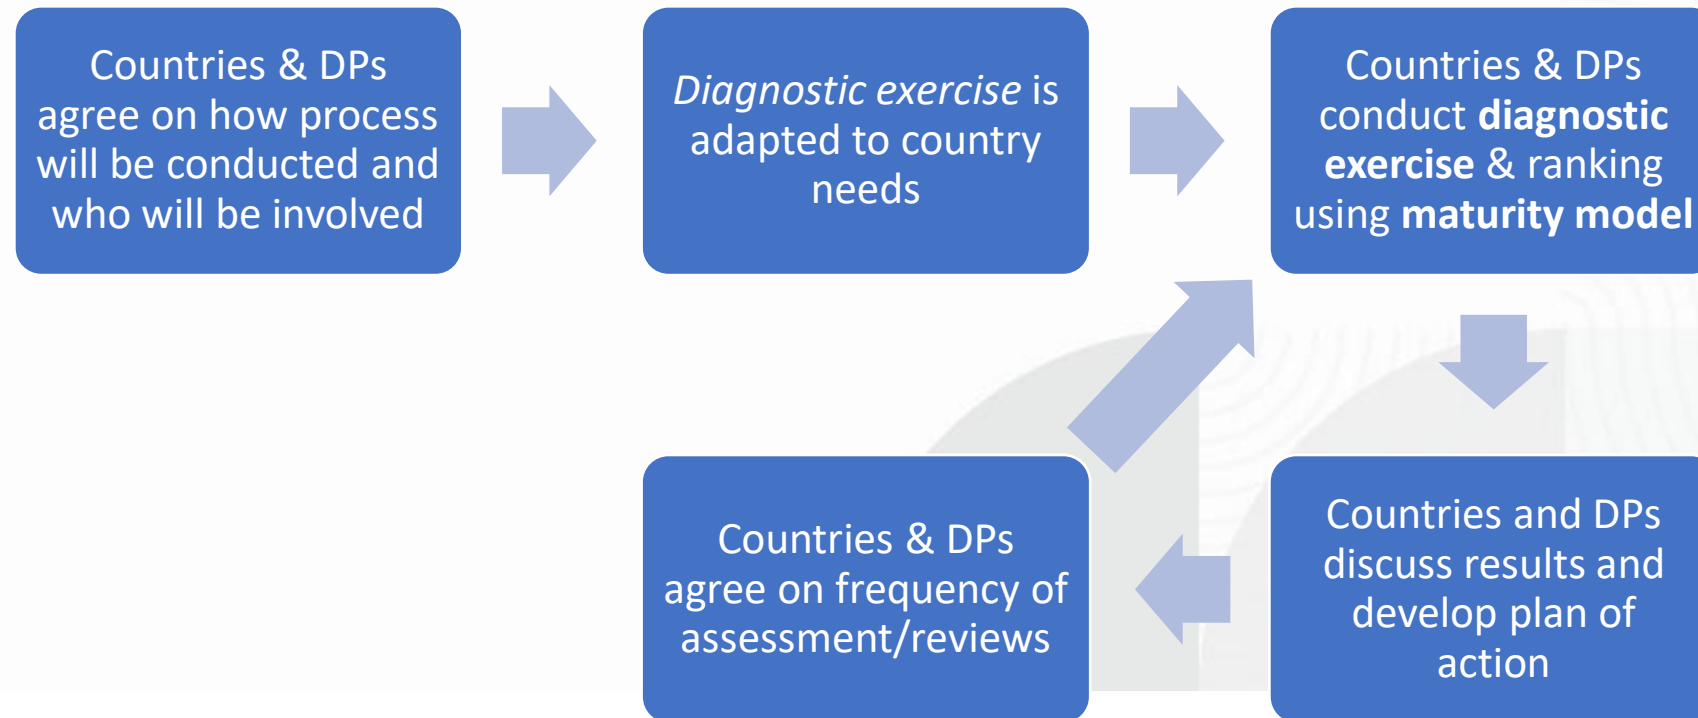 Countries & DPs
agree on how process
will be conducted and
who will be involved
Diagnostic exercise is
adapted to country
needs
Countries & DPs
conduct diagnostic
exercise & ranking
using maturity model
Countries and DPs
discuss results and
develop plan of
action
Countries & DPs
agree on frequency of
assessment/reviews